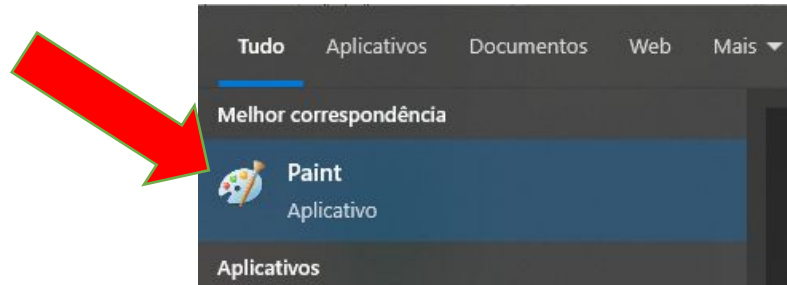 Tudo Aplicativos Documentos Web Mais
Melhor correspondência
Paint
Aplicativo
Aplicativos